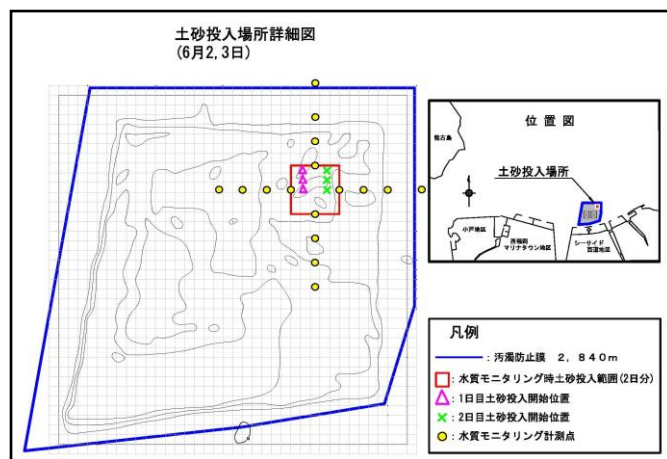 土砂投入場所詳細図
(6月2,3日)
位置図
能古島
土砂投入場所
小戸地区
西福岡
マリナタウン地区
シーサイド
百道地区
凡例
：汚濁防止膜 2，840m
：水質モニタリング時土砂投入範囲(2日分)
：1日目土砂投入開始位置
：2日目土砂投入開始位置
：水質モニタリング計測点